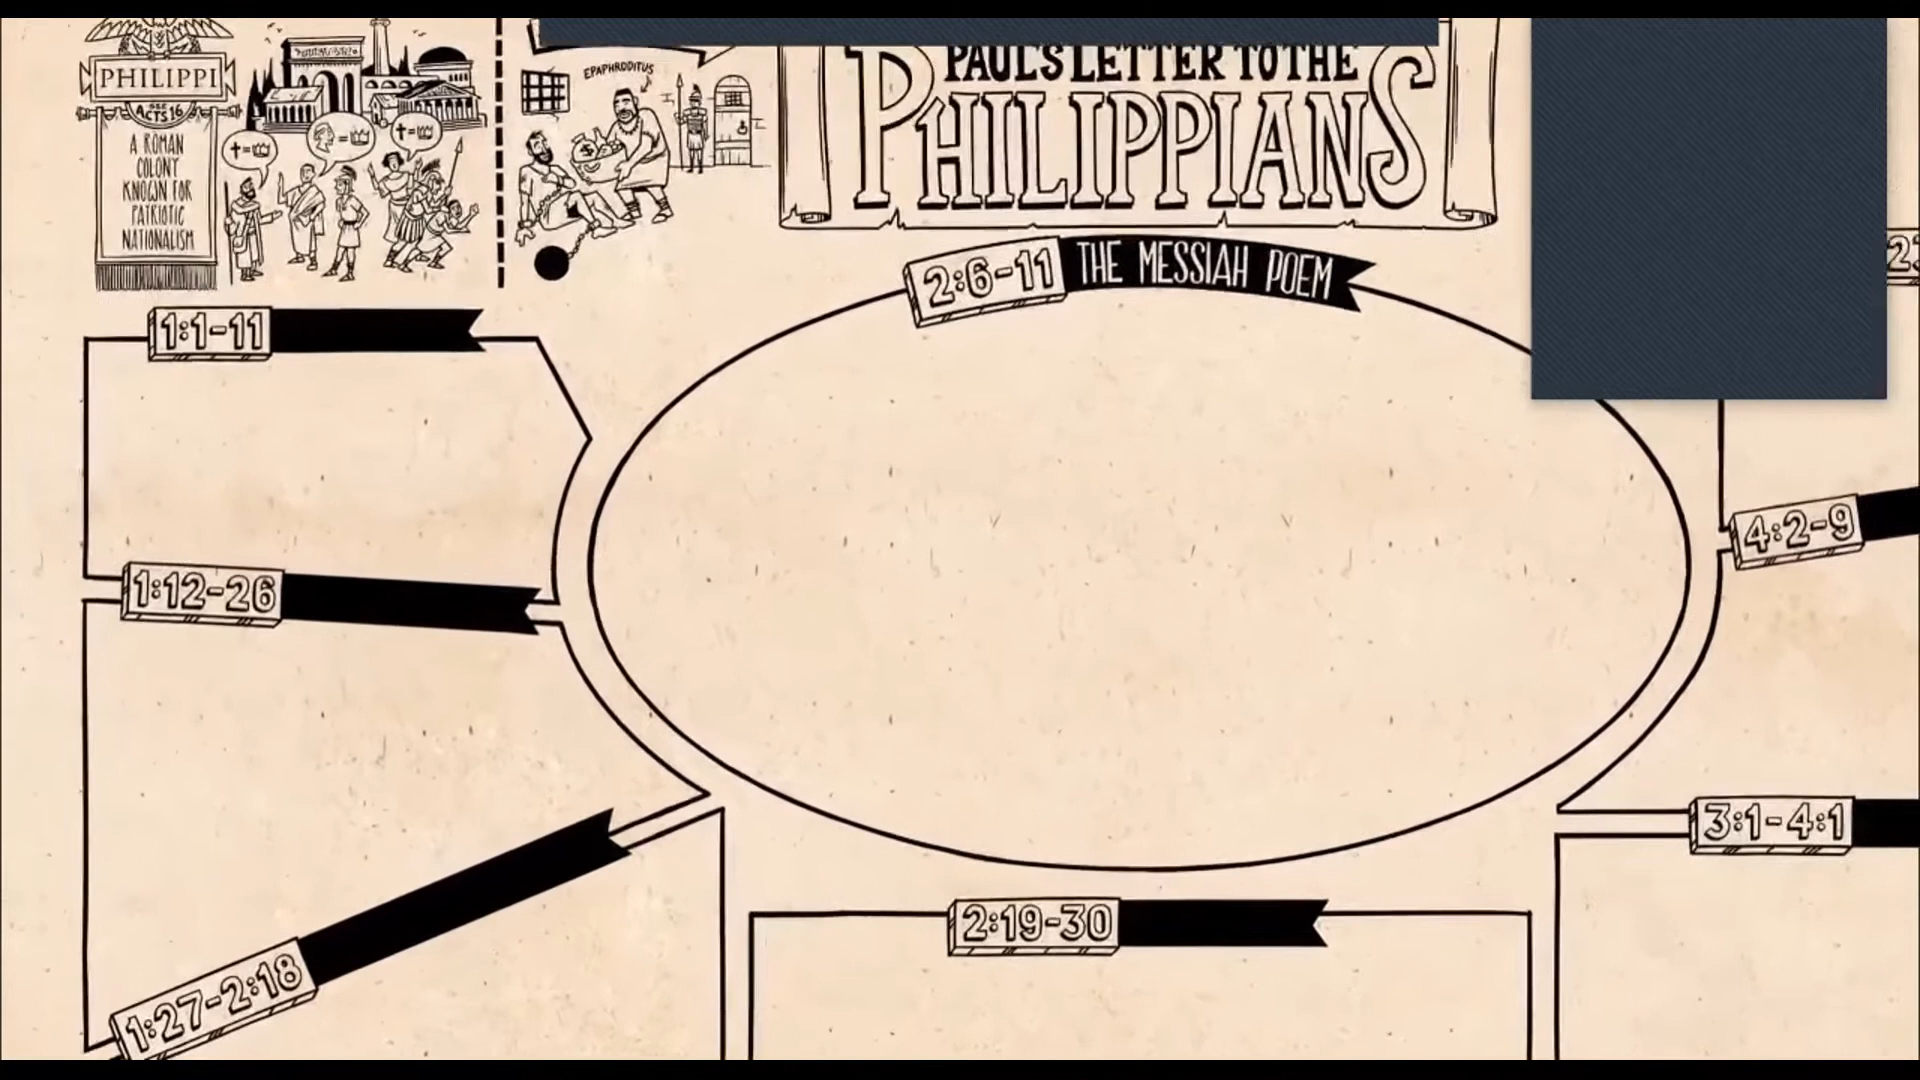 PHILIPPI
SEE
ACTS 16
A ROMAN
COLONY
KNOWN FOR
PATRIOTIC
NATIONALISM
EPAPHRODITUS
PAUL'S LETTER TO THE
PHILIPPIANS
2:6-11 THE MESSIAH POEM
1:1-11
1:12-26
1:27-2:18
2:19-30
3:1-4:1
4:2-9